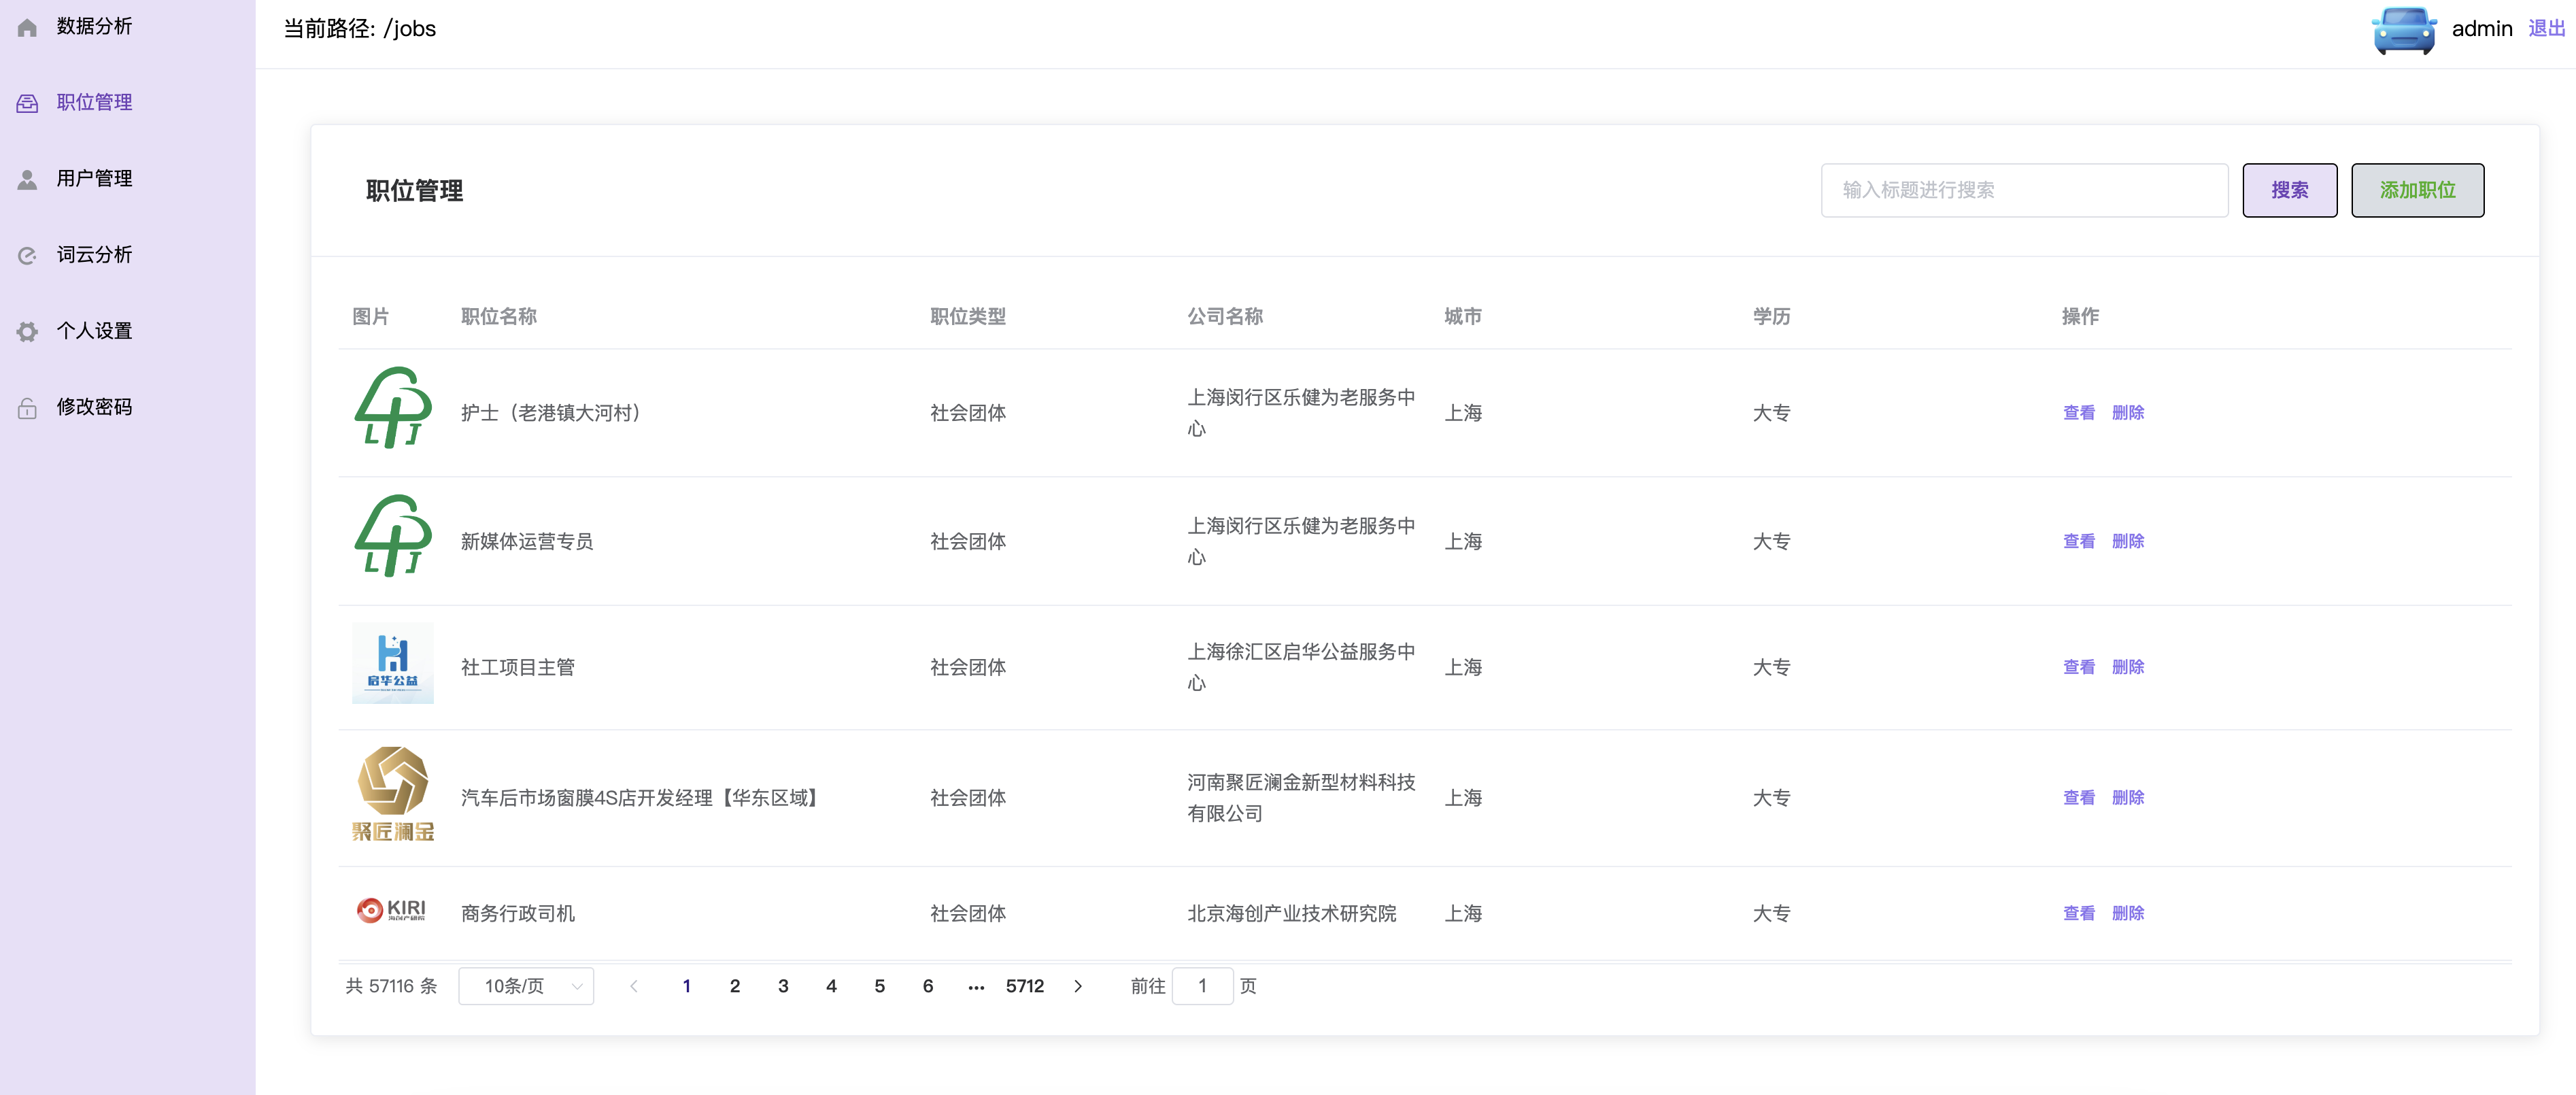 数据分析
职位管理
用户管理
词云分析
个人设置
修改密码
当前路径: /jobs
admin 退出
职位管理
输入标题进行搜索 搜索 添加职位
图片 职位名称 职位类型 公司名称 城市 学历 操作
LJ
护士（老港镇大河村） 社会团体 上海闵行区乐健为老服务中
心 上海 大专 查看 删除
LJ
新媒体运营专员 社会团体 上海闵行区乐健为老服务中
心 上海 大专 查看 删除
启华公益
社工项目主管 社会团体 上海徐汇区启华公益服务中
心 上海 大专 查看 删除
聚匠澜金
汽车后市场窗膜4S店开发经理【华东区域】 社会团体 河南聚匠澜金新型材料科技
有限公司 上海 大专 查看 删除
KIRI
商务行政司机 社会团体 北京海创产业技术研究院 上海 大专 查看 删除
共 57116 条 10条/页 1 2 3 4 5 6 ··· 5712 前往 1 页